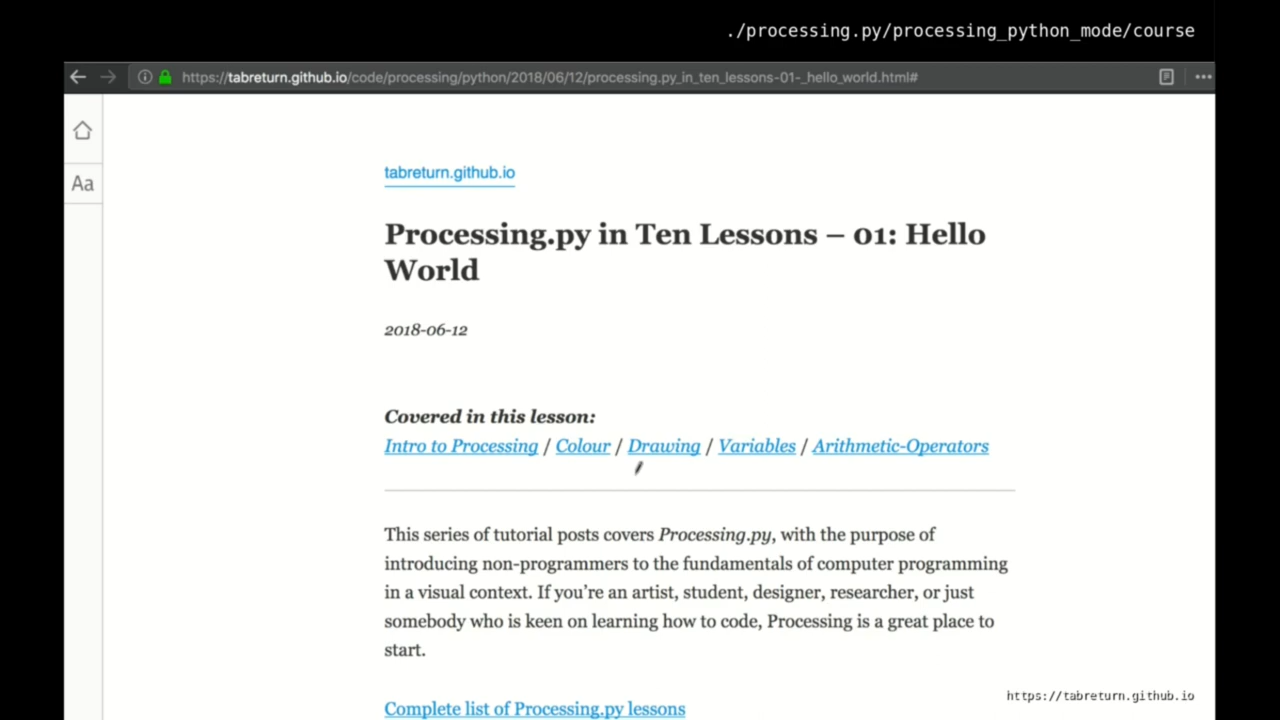 ./processing.py/processing_python_mode/course
https://tabreturn.github.io/code/processing/python/2018/06/12/processing.py_in_ten_lessons-01-_hello_world.html#
Aa
tabreturn.github.io
Processing.py in Ten Lessons – 01: Hello
World
2018-06-12
Covered in this lesson:
Intro to Processing / Colour / Drawing / Variables / Arithmetic-Operators
This series of tutorial posts covers Processing.py, with the purpose of
introducing non-programmers to the fundamentals of computer programming
in a visual context. If you’re an artist, student, designer, researcher, or just
somebody who is keen on learning how to code, Processing is a great place to
start.
https://tabreturn.github.io
Complete list of Processing.py lessons